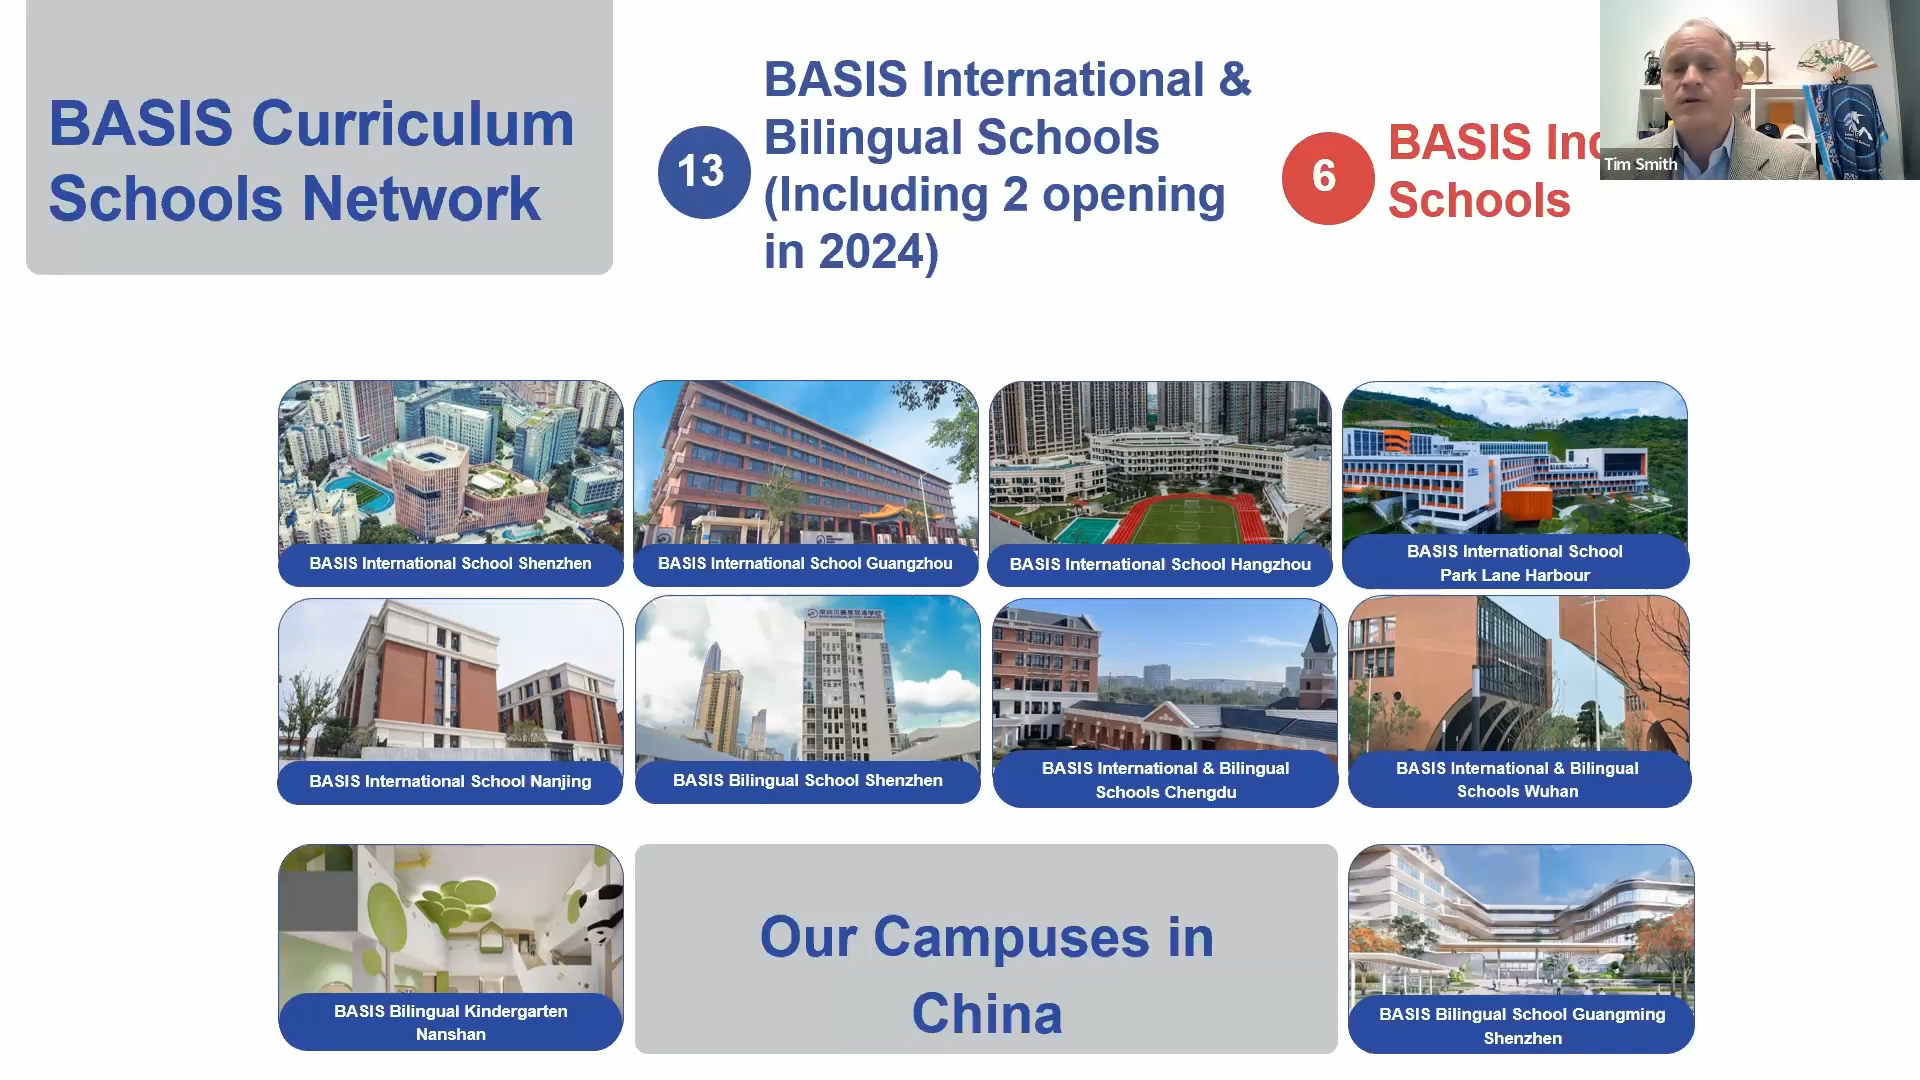 BASIS Curriculum
Schools Network
13
BASIS International &
Bilingual Schools
(Including 2 opening
in 2024)
6
BASIS
Schools
Tim Smith
BASIS International School Shenzhen
BASIS International School Guangzhou
BASIS International School Hangzhou
BASIS International School
Park Lane Harbour
BASIS International School Nanjing
BASIS Bilingual School Shenzhen
BASIS International & Bilingual
Schools Chengdu
BASIS International & Bilingual
Schools Wuhan
BASIS Bilingual Kindergarten
Nanshan
Our Campuses in
China
BASIS Bilingual School Guangming
Shenzhen